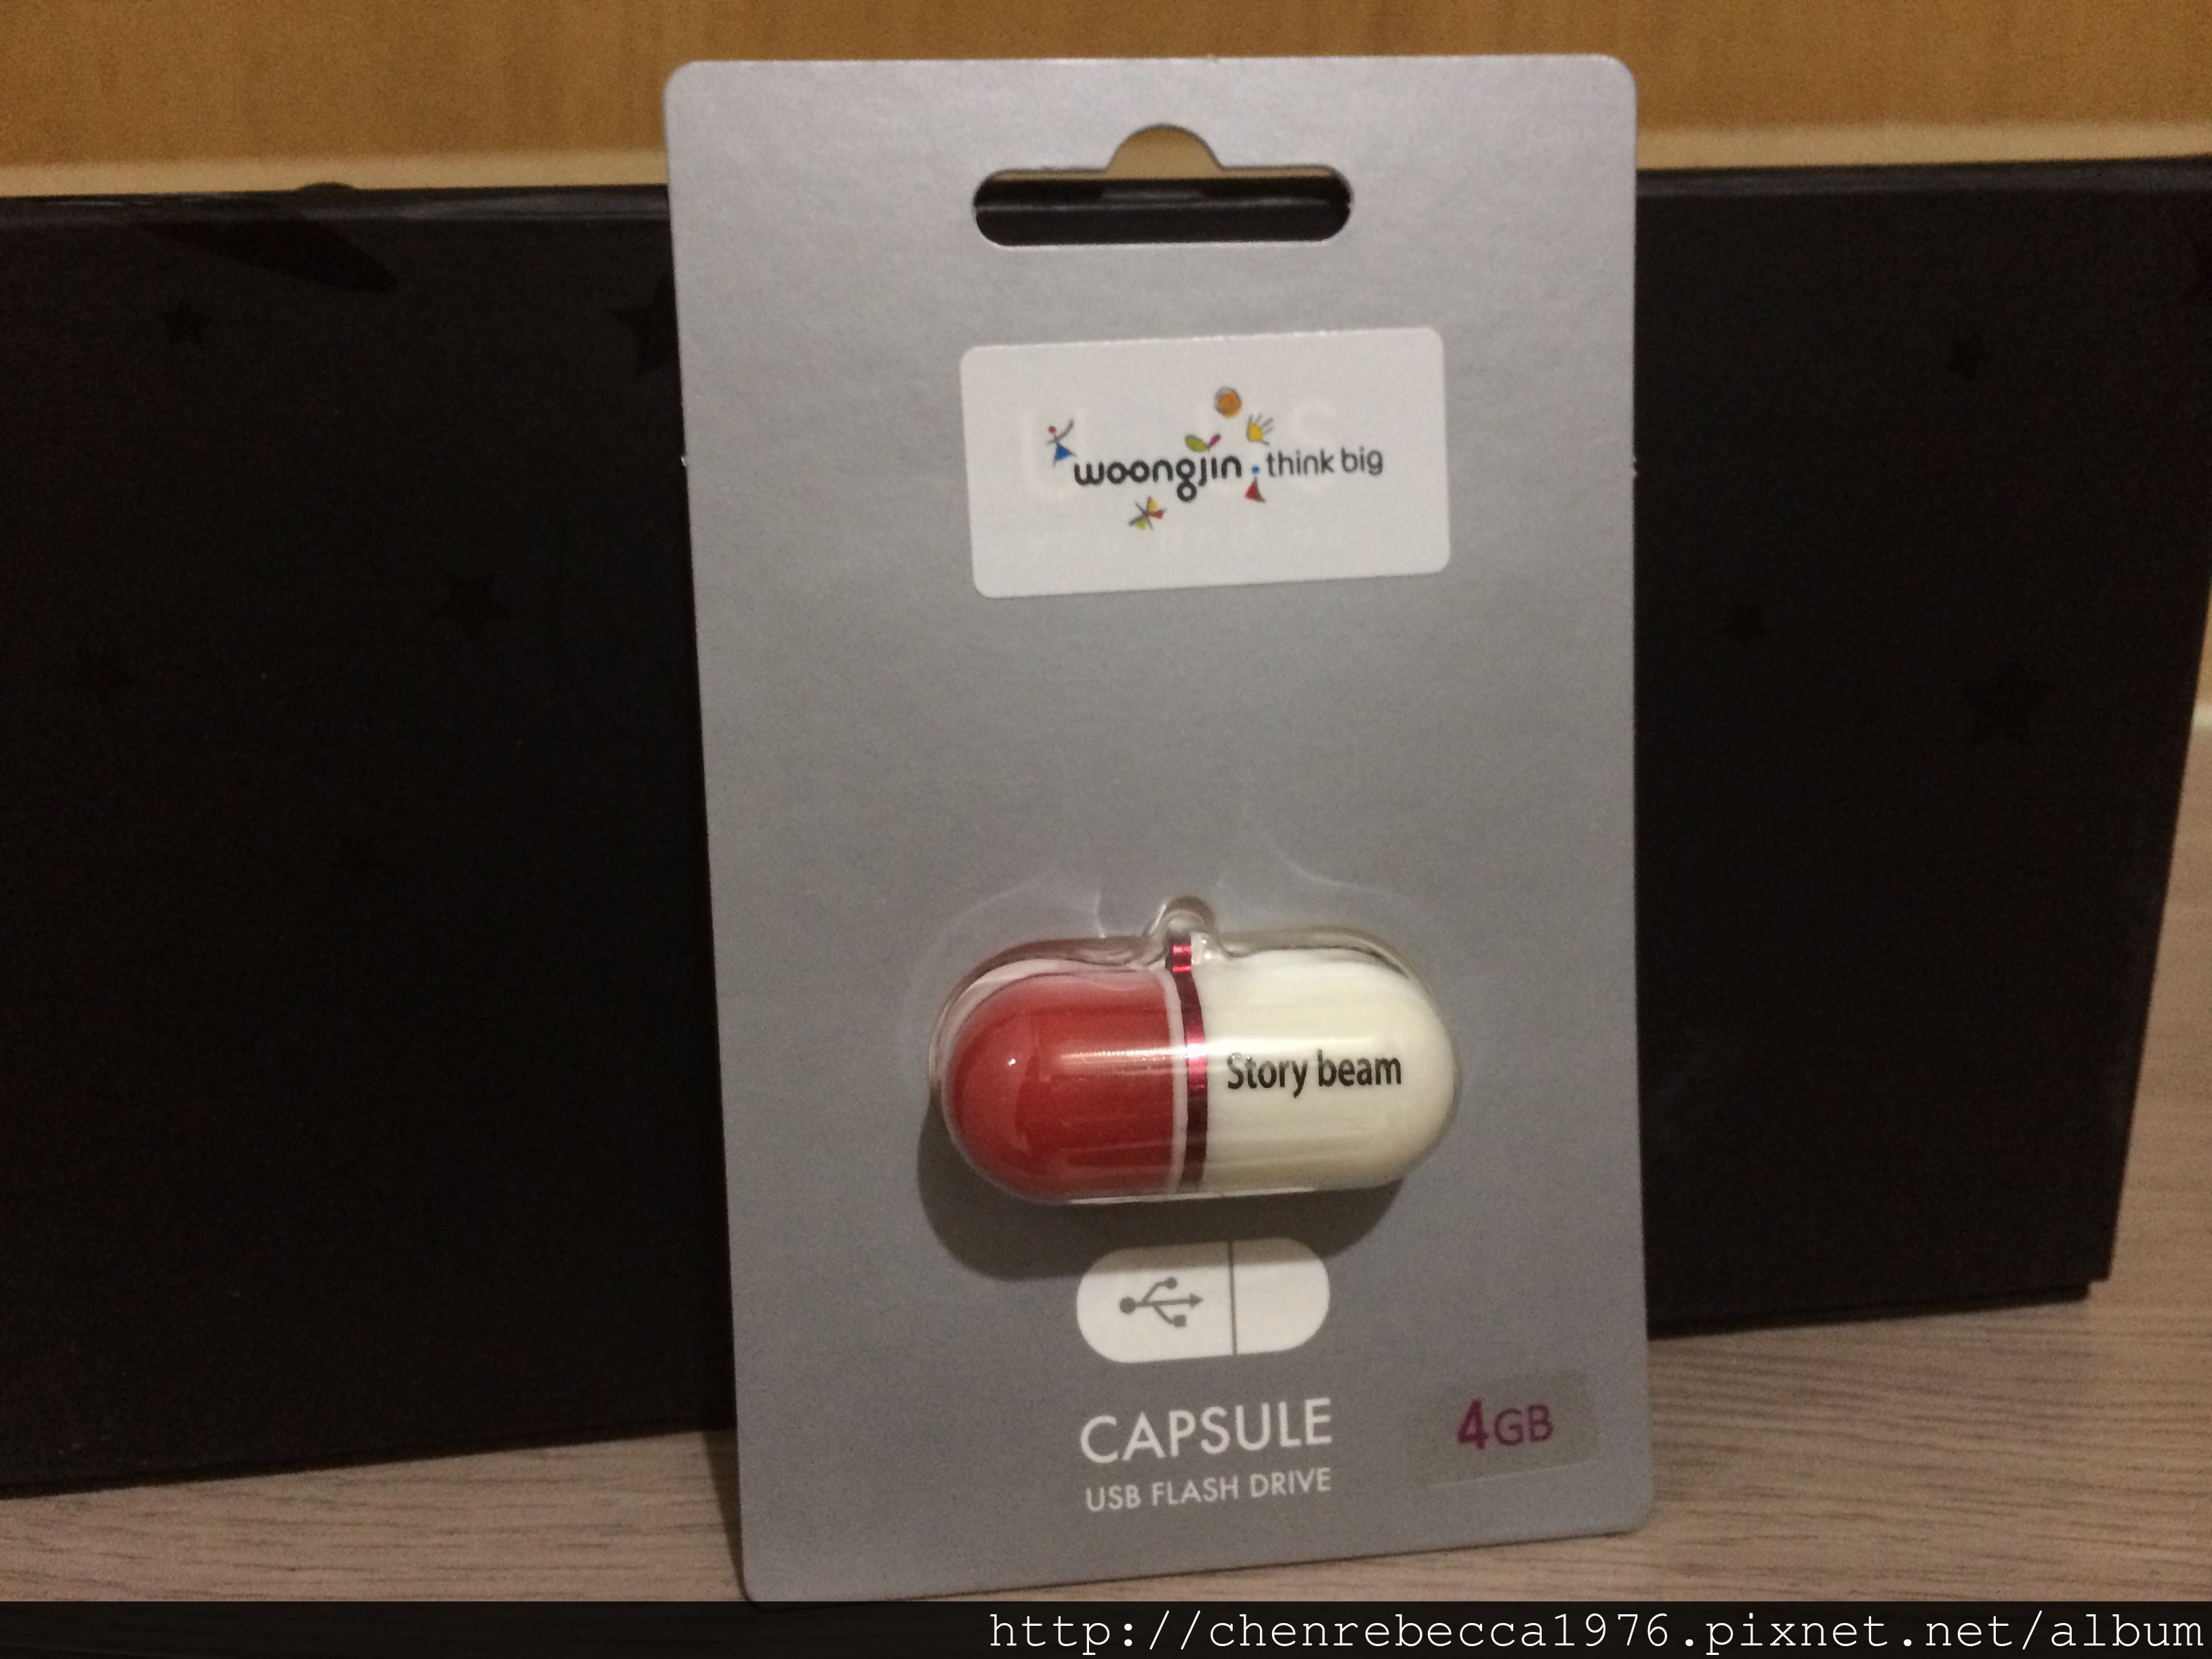 woongjin think big
Story beam
CAPSULE
USB FLASH DRIVE
4GB
http://chenrebecca1976.pixnet.net/album